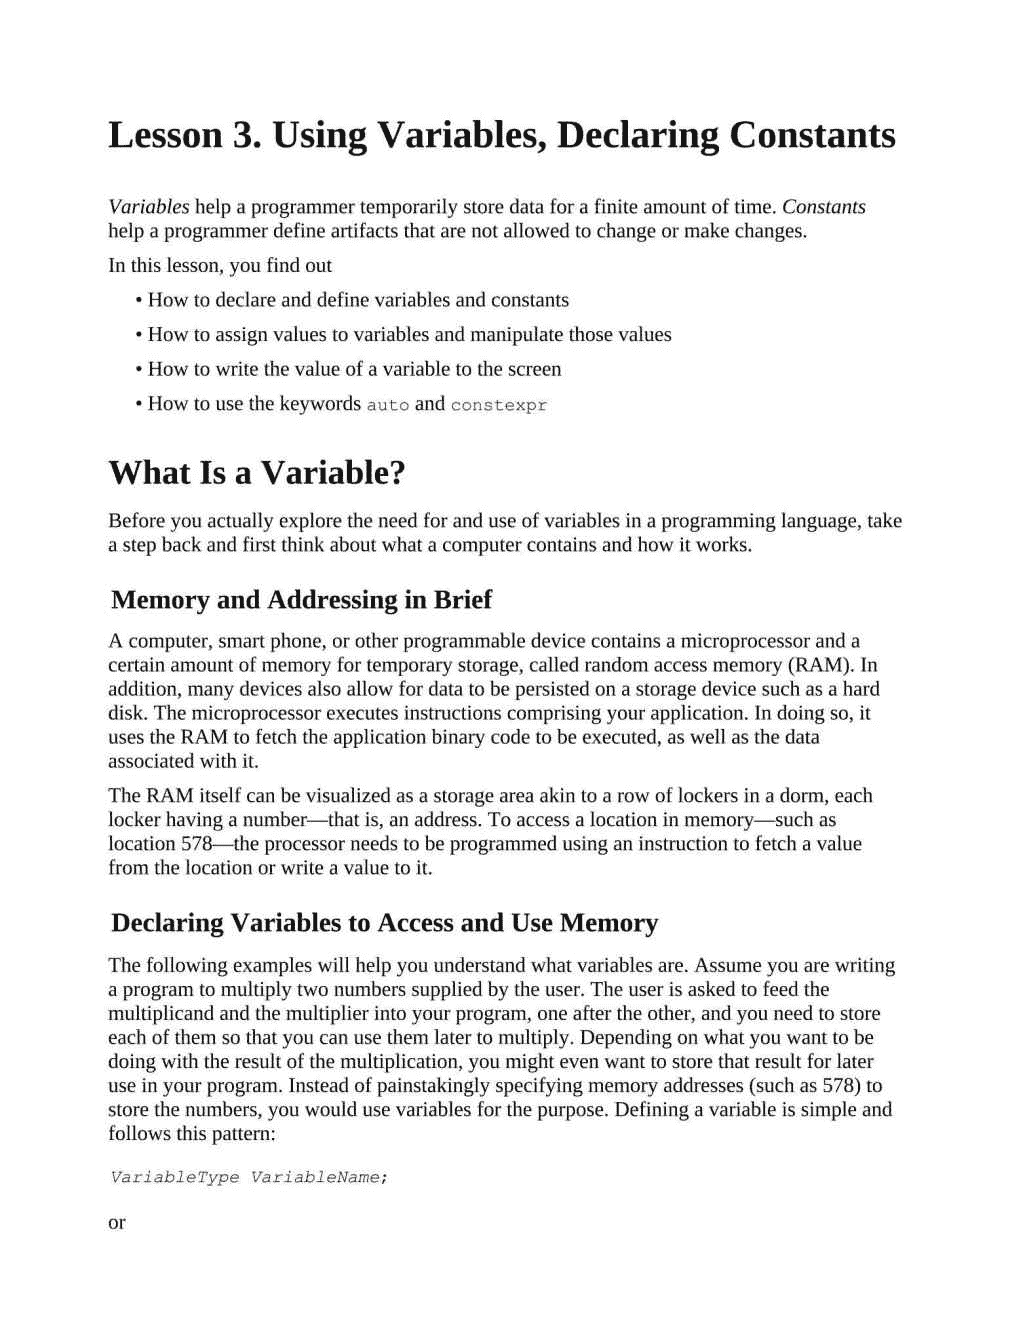 Lesson 3. Using Variables, Declaring Constants
Variables help a programmer temporarily store data for a finite amount of time. Constants
help a programmer define artifacts that are not allowed to change or make changes.
In this lesson, you find out
• How to declare and define variables and constants
• How to assign values to variables and manipulate those values
• How to write the value of a variable to the screen
• How to use the keywords auto and constexpr
What Is a Variable?
Before you actually explore the need for and use of variables in a programming language, take
a step back and first think about what a computer contains and how it works.
Memory and Addressing in Brief
A computer, smart phone, or other programmable device contains a microprocessor and a
certain amount of memory for temporary storage, called random access memory (RAM). In
addition, many devices also allow for data to be persisted on a storage device such as a hard
disk. The microprocessor executes instructions comprising your application. In doing so, it
uses the RAM to fetch the application binary code to be executed, as well as the data
associated with it.
The RAM itself can be visualized as a storage area akin to a row of lockers in a dorm, each
locker having a number—that is, an address. To access a location in memory—such as
location 578—the processor needs to be programmed using an instruction to fetch a value
from the location or write a value to it.
Declaring Variables to Access and Use Memory
The following examples will help you understand what variables are. Assume you are writing
a program to multiply two numbers supplied by the user. The user is asked to feed the
multiplicand and the multiplier into your program, one after the other, and you need to store
each of them so that you can use them later to multiply. Depending on what you want to be
doing with the result of the multiplication, you might even want to store that result for later
use in your program. Instead of painstakingly specifying memory addresses (such as 578) to
store the numbers, you would use variables for the purpose. Defining a variable is simple and
follows this pattern:
VariableType VariableName;
or